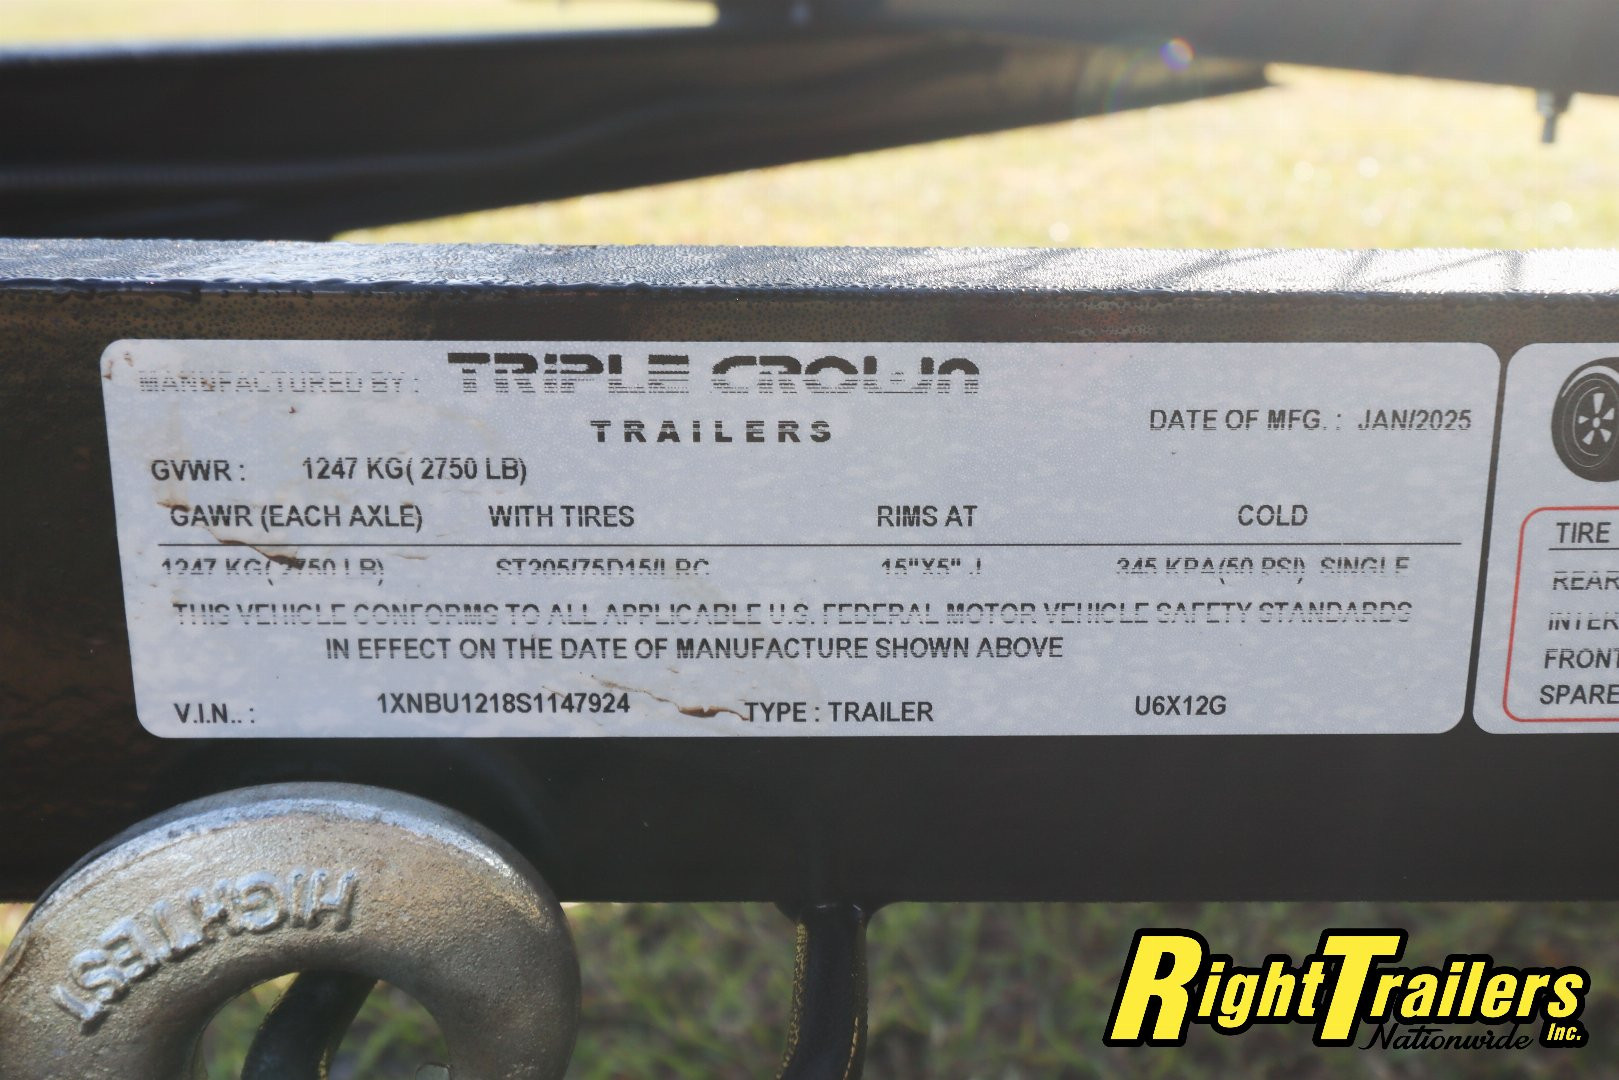 MANUFACTURED BY : TRIPLE CROWN
TRAILERS
DATE OF MFG. : JAN/2025
GVWR : 1247 KG( 2750 LB)
GAWR (EACH AXLE) WITH TIRES RIMS AT COLD
1247 KG( 2750 LB) ST205/75D15/LRC 15"X5" J 345 KPA(50 PSI) SINGLE
THIS VEHICLE CONFORMS TO ALL APPLICABLE U.S. FEDERAL MOTOR VEHICLE SAFETY STANDARDS
IN EFFECT ON THE DATE OF MANUFACTURE SHOWN ABOVE
V.I.N.. : 1XNBU1218S1147924 TYPE : TRAILER U6X12G
TIRE
REAR
INTER
FRONT
SPARE
HIGHTEST
RightTrailers
Nationwide Inc.